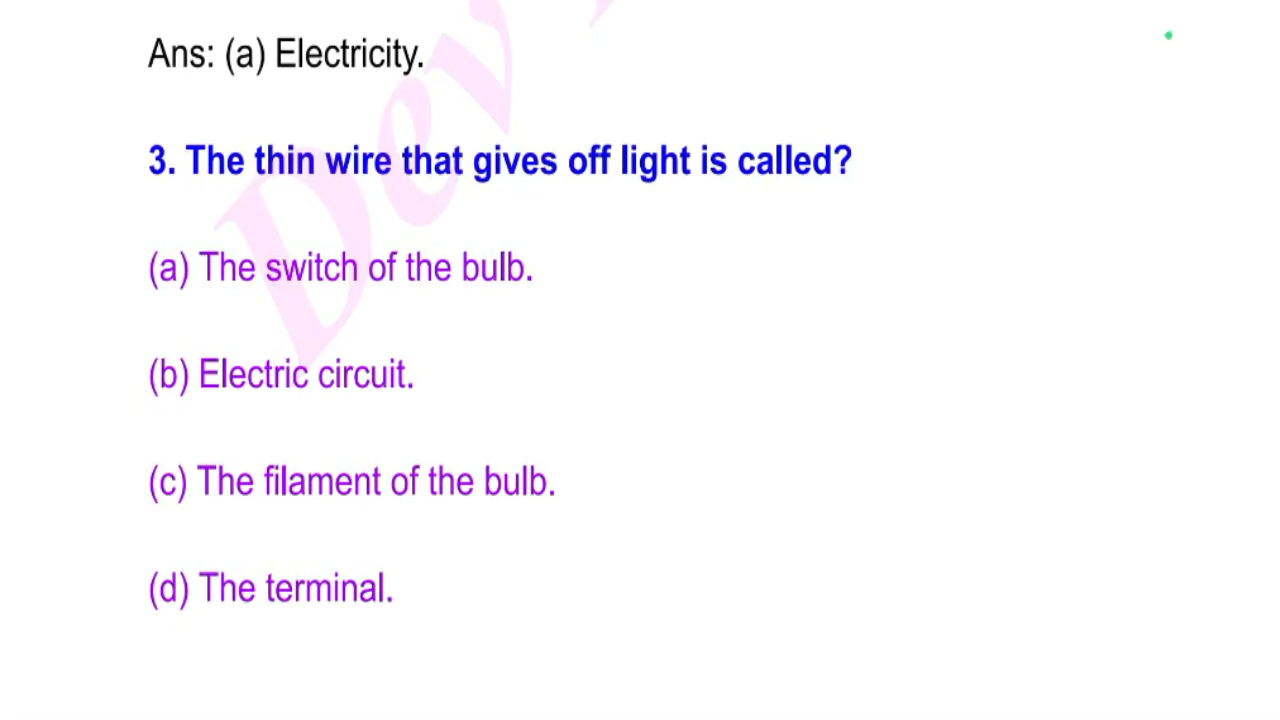 Ans: (a) Electricity.
3. The thin wire that gives off light is called?
(a) The switch of the bulb.
(b) Electric circuit.
(c) The filament of the bulb.
(d) The terminal.
Dev